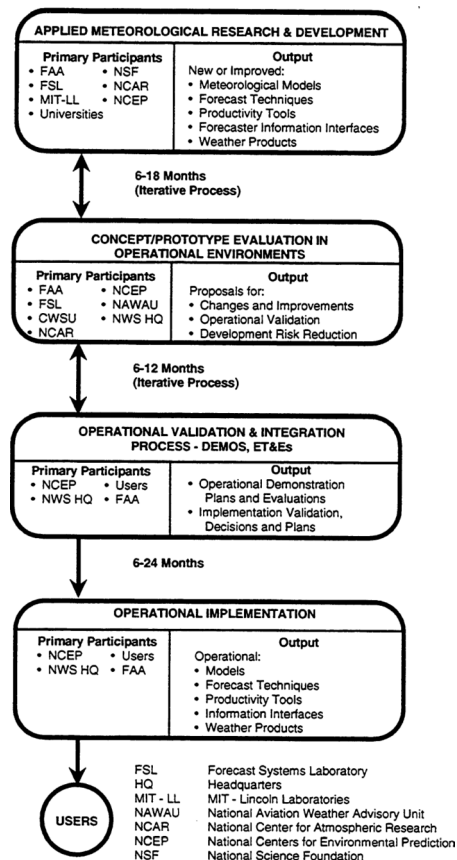 APPLIED METEOROLOGICAL RESEARCH & DEVELOPMENT
Primary Participants
• FAA • NSF
• FSL • NCAR
• MIT-LL • NCEP
• Universities
Output
New or Improved:
• Meteorological Models
• Forecast Techniques
• Productivity Tools
• Forecaster Information Interfaces
• Weather Products
6-18 Months
(Iterative Process)
CONCEPT/PROTOTYPE EVALUATION IN
OPERATIONAL ENVIRONMENTS
Primary Participants
• FAA • NCEP
• FSL • NAWAU
• CWSU • NWS HQ
• NCAR
Output
Proposals for:
• Changes and Improvements
• Operational Validation
• Development Risk Reduction
6-12 Months
(Iterative Process)
OPERATIONAL VALIDATION & INTEGRATION
PROCESS - DEMOS, ET&Es
Primary Participants
• NCEP • Users
• NWS HQ • FAA
Output
• Operational Demonstration
Plans and Evaluations
• Implementation Validation,
Decisions and Plans
6-24 Months
OPERATIONAL IMPLEMENTATION
Primary Participants
• NCEP • Users
• NWS HQ • FAA
Output
Operational:
• Models
• Forecast Techniques
• Productivity Tools
• Information Interfaces
• Weather Products
USERS
FSL Forecast Systems Laboratory
HQ Headquarters
MIT - LL MIT - Lincoln Laboratories
NAWAU National Aviation Weather Advisory Unit
NCAR National Center for Atmospheric Research
NCEP National Centers for Environmental Prediction
NSF National Science Foundation